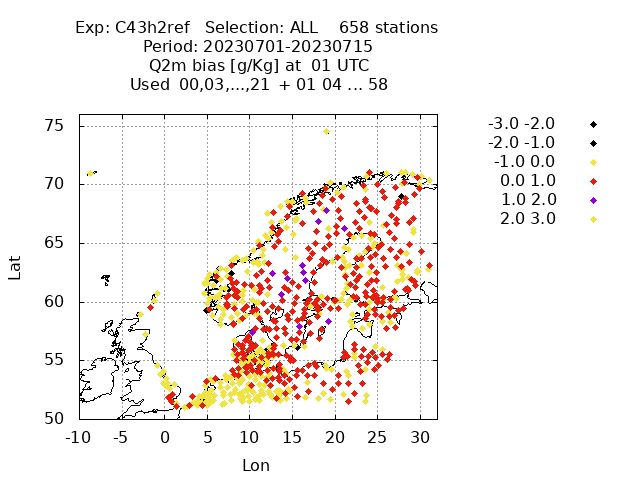 Exp: C43h2ref   Selection: ALL    658 stations
Period: 20230701-20230715
Q2m bias [g/Kg] at  01 UTC
Used  00,03,...,21  + 01 04 ... 58
-3.0 -2.0
-2.0 -1.0
-1.0 0.0
0.0 1.0
1.0 2.0
2.0 3.0
75
70
65
60
55
50
Lat
-10 -5 0 5 10 15 20 25 30
Lon